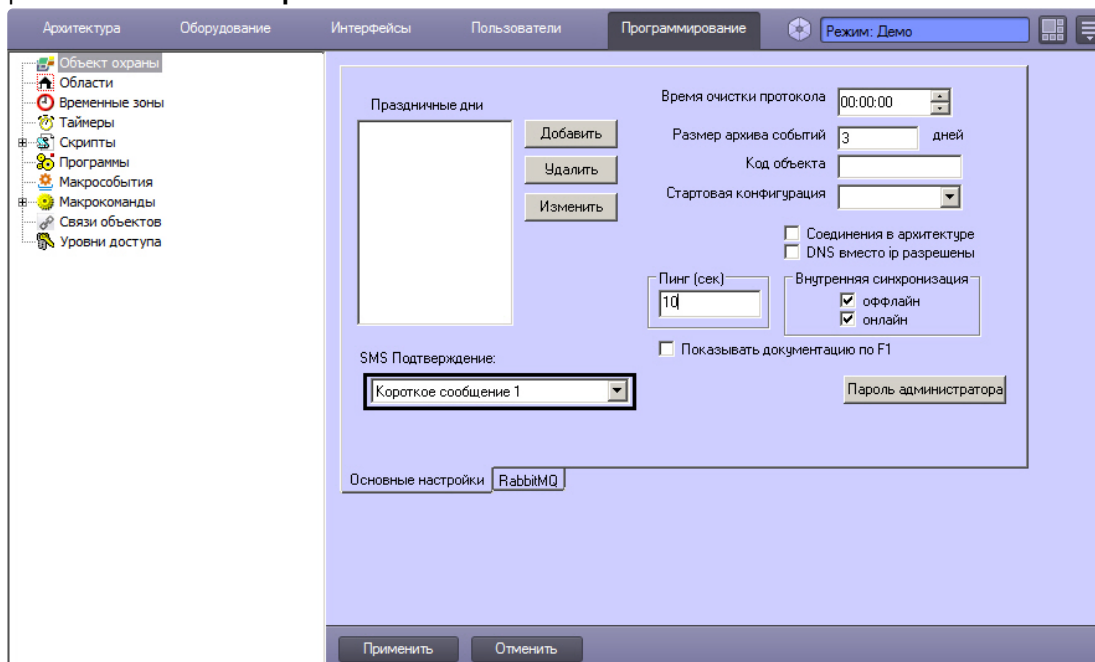 Архитектура Оборудование Интерфейсы Пользователи Программирование Режим: Демо
Объект охраны
Области
Временные зоны
Таймеры
Скрипты
Программы
Макрособытия
Макрокоманды
Связи объектов
Уровни доступа
Праздничные дни
Добавить
Удалить
Изменить
Время очистки протокола 00:00:00
Размер архива событий 3 дней
Код объекта
Стартовая конфигурация
Соединения в архитектуре
DNS вместо ip разрешены
Пинг (сек)
10
Внутренняя синхронизация
оффлайн
онлайн
Показывать документацию по F1
SMS Подтверждение:
Короткое сообщение 1
Пароль администратора
Основные настройки RabbitMQ
Применить Отменить